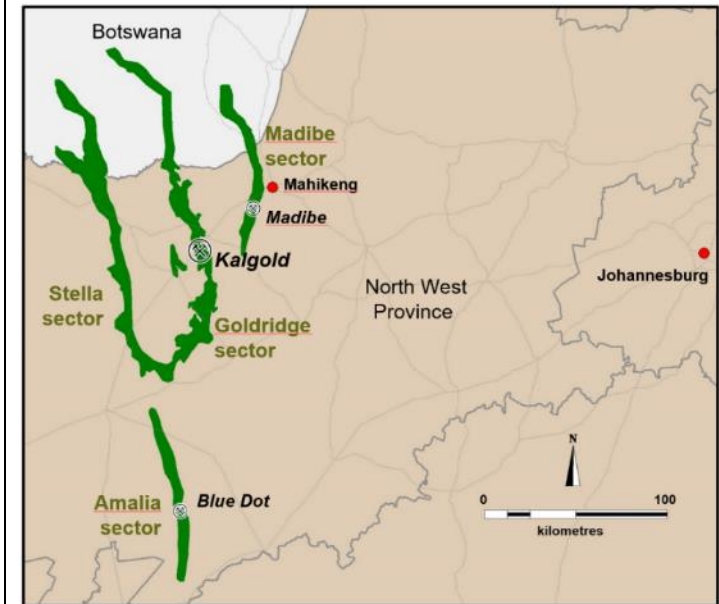 Botswana
Madibe
sector
Mahikeng
Madibe
Kalgold
Johannesburg
North West
Province
Stella
sector
Goldridge
sector
N
0 100
kilometres
Amalia
sector
Blue Dot